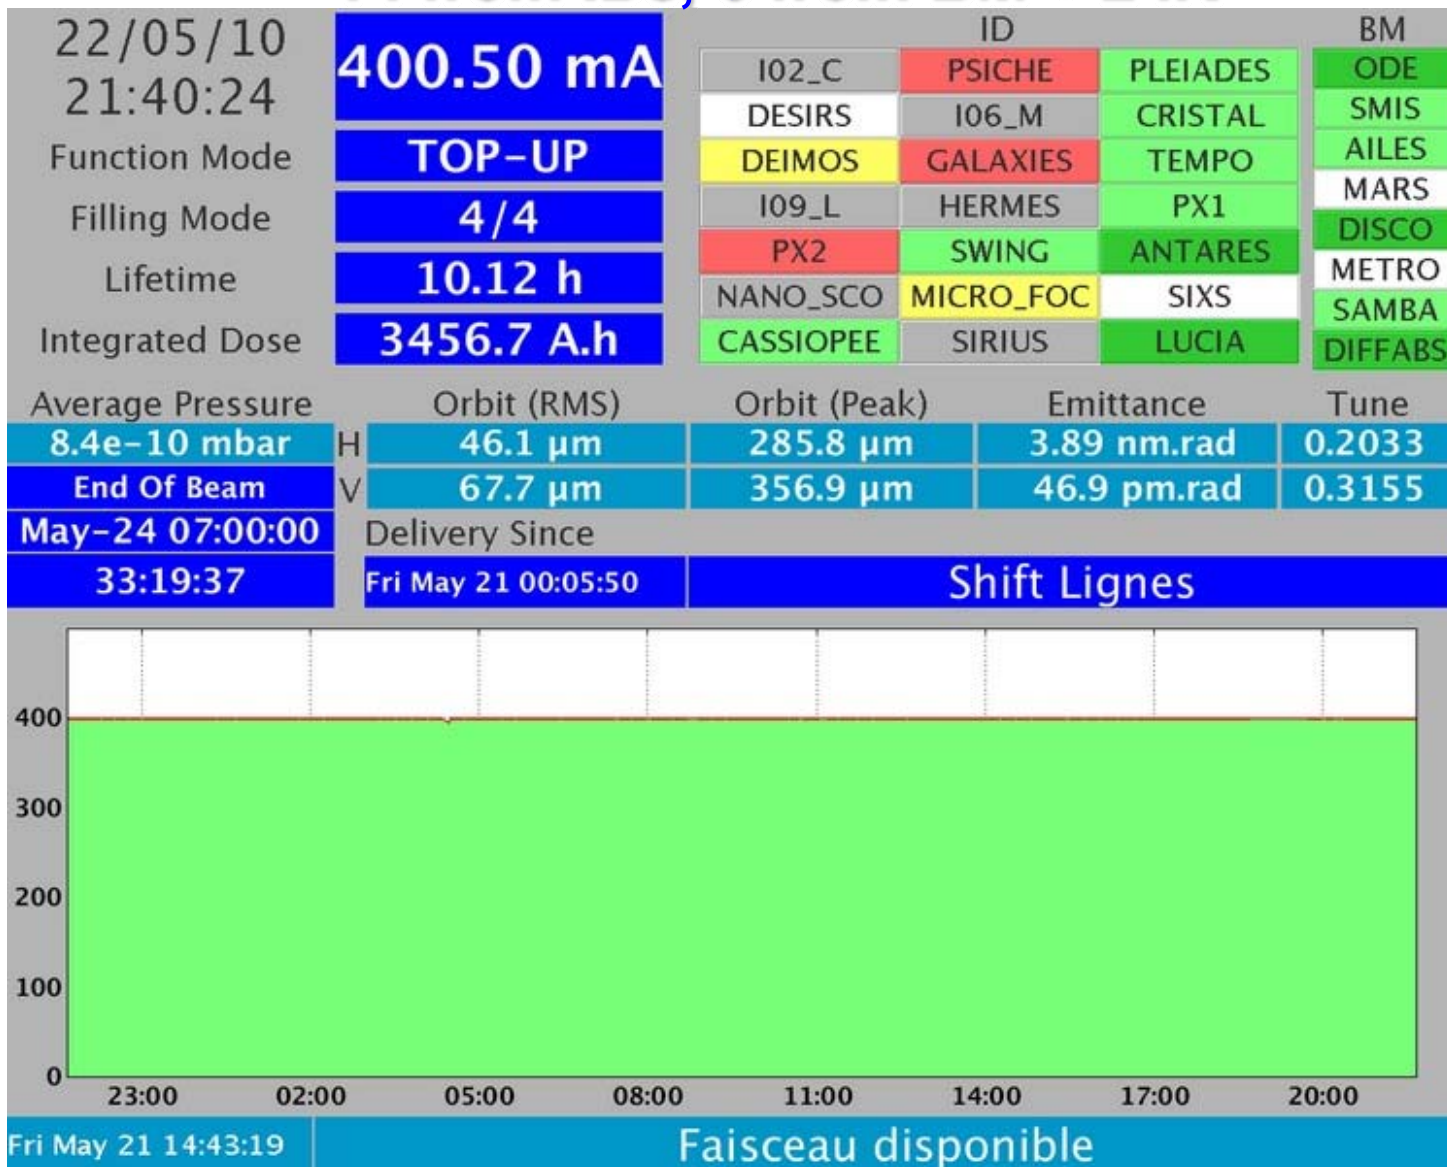 22/05/10
21:40:24
400.50 mA
Function Mode TOP-UP
Filling Mode 4/4
Lifetime 10.12 h
Integrated Dose 3456.7 A.h
ID BM
I02_C PSICHE PLEIADES ODE
DESIRS I06_M CRISTAL SMIS
DEIMOS GALAXIES TEMPO AILES
I09_L HERMES PX1 MARS
PX2 SWING ANTARES DISCO
NANO_SCO MICRO_FOC SIXS METRO
CASSIOPEE SIRIUS LUCIA SAMBA
DIFFABS
Average Pressure Orbit (RMS) Orbit (Peak) Emittance Tune
8.4e-10 mbar H 46.1 µm 285.8 µm 3.89 nm.rad 0.2033
End Of Beam V 67.7 µm 356.9 µm 46.9 pm.rad 0.3155
May-24 07:00:00 Delivery Since
33:19:37 Fri May 21 00:05:50 Shift Lignes
400
300
200
100
0
23:00 02:00 05:00 08:00 11:00 14:00 17:00 20:00
Fri May 21 14:43:19 Faisceau disponible